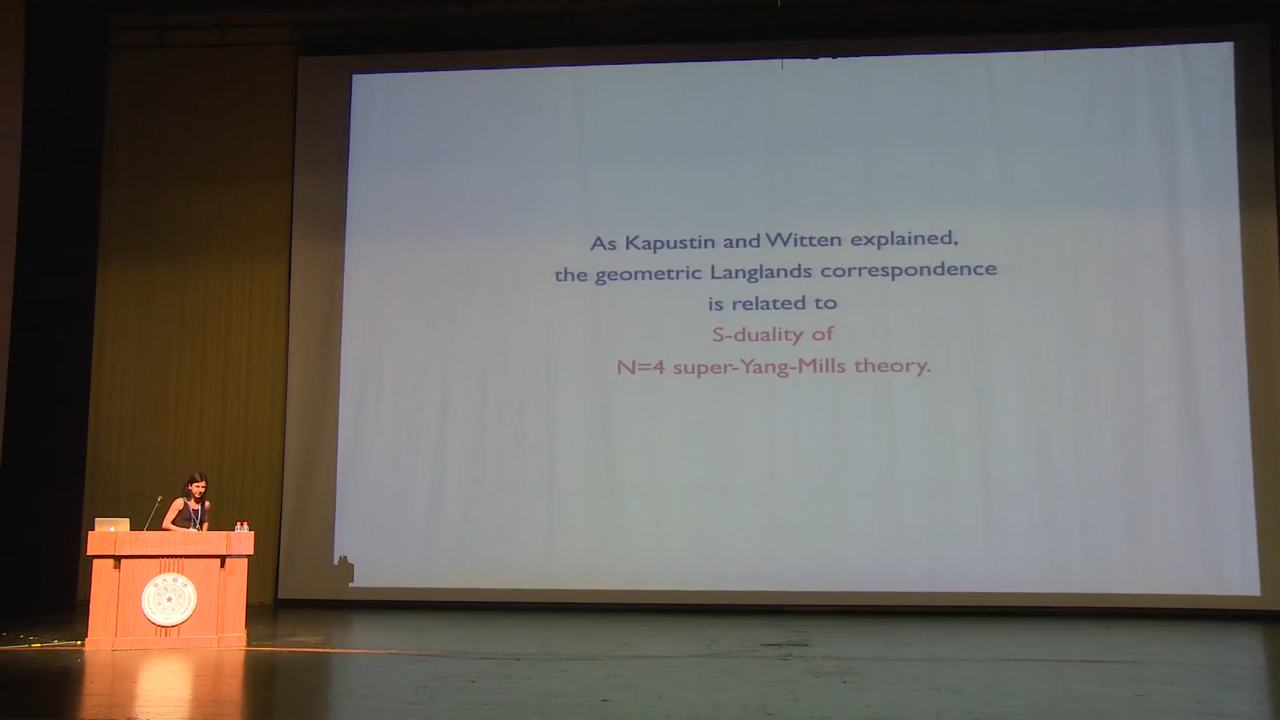 As Kapustin and Witten explained,
the geometric Langlands correspondence
is related to
S-duality of
N=4 super-Yang-Mills theory.